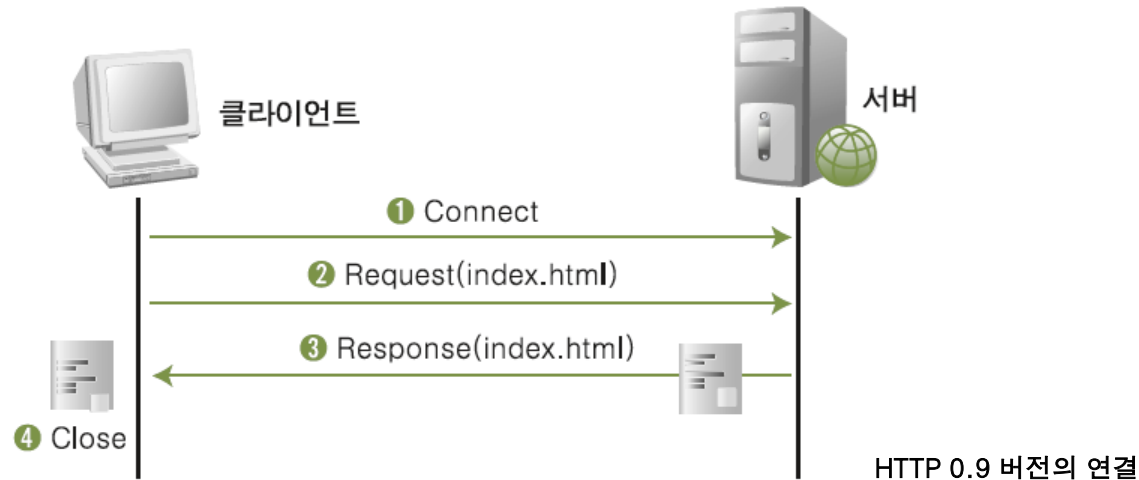 클라이언트
서버
❶ Connect
❷ Request(index.html)
❸ Response(index.html)
❹ Close
HTTP 0.9 버전의 연결